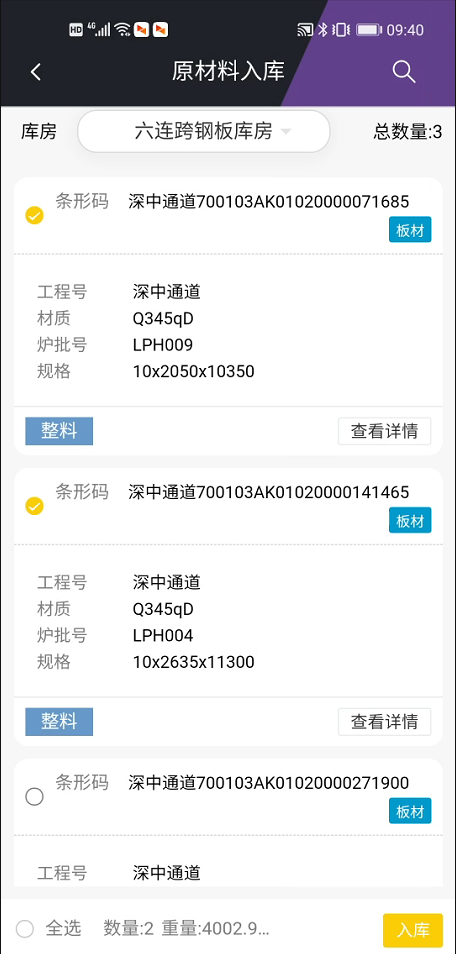 HD 4G 09:40
原材料入库
库房 六连跨钢板库房 总数量:3
条形码 深中通道700103AK01020000071685
板材
工程号 深中通道
材质 Q345qD
炉批号 LPH009
规格 10x2050x10350
整料 查看详情
条形码 深中通道700103AK01020000141465
板材
工程号 深中通道
材质 Q345qD
炉批号 LPH004
规格 10x2635x11300
整料 查看详情
条形码 深中通道700103AK01020000271900
板材
工程号 深中通道
全选 数量:2 重量:4002.9... 入库